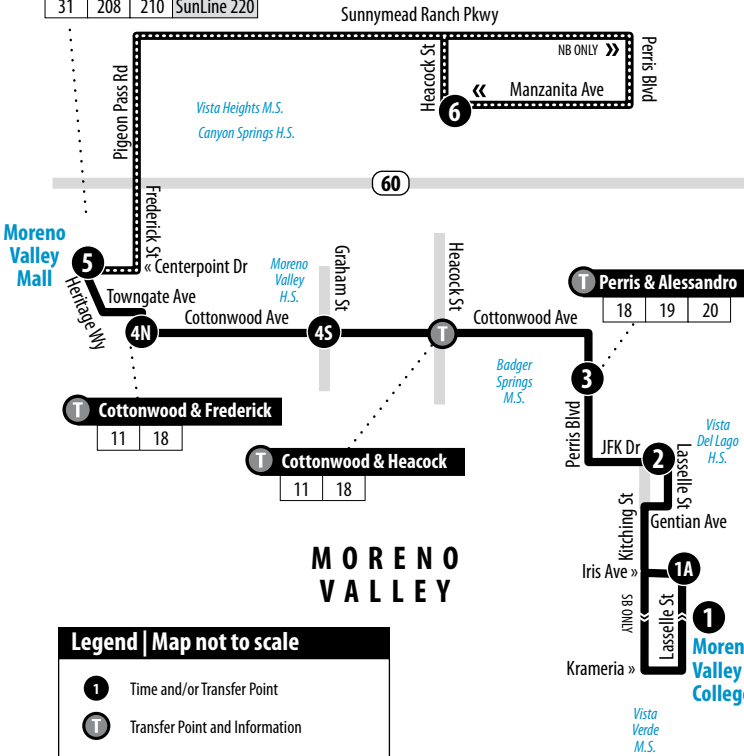 31 208 210 SunLine 220
Sunnymead Ranch Pkwy
NB ONLY »
Perris Blvd
Heacock St
« Manzanita Ave
6
Pigeon Pass Rd
Vista Heights M.S.
Canyon Springs H.S.
60
Frederick St
Moreno
Valley
Mall
5
« Centerpoint Dr
Heritage Wy
Towngate Ave
Moreno
Valley
H.S.
Graham St
Heacock St
T Perris & Alessandro
18 19 20
4N
Cottonwood Ave
4S
T
Cottonwood Ave
Badger
Springs
M.S.
3
T Cottonwood & Frederick
11 18
T Cottonwood & Heacock
11 18
Perris Blvd
JFK Dr
2
Lasselle St
Vista
Del Lago
H.S.
Kitching St
Gentian Ave
MORENO
VALLEY
Iris Ave »
1A
SB ONLY
Lasselle St
1
Moren
Valley
Colleg
Krameria »
Vista
Verde
M.S.
Legend | Map not to scale
1 Time and/or Transfer Point
T Transfer Point and Information